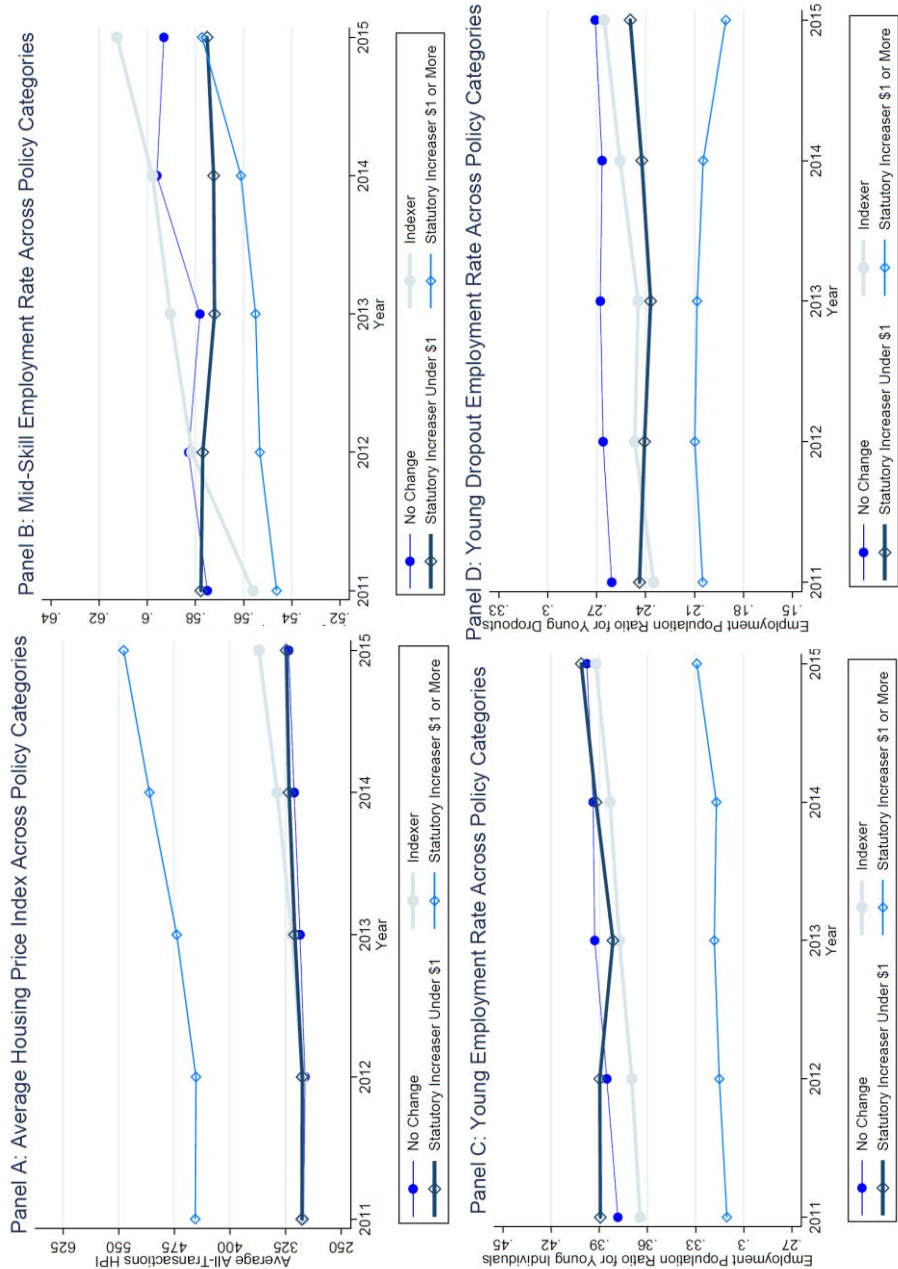 Panel A: Average Housing Price Index Across Policy Categories
Average All-Transactions HPI
625
550
475
400
325
250
2011
2012
2013
2014
2015
Year
No Change
Indexer
Statutory Increaser Under $1
Statutory Increaser $1 or More
Panel B: Mid-Skill Employment Rate Across Policy Categories
.64
.62
.6
.58
.56
.54
.52
2011
2012
2013
2014
2015
Year
No Change
Indexer
Statutory Increaser Under $1
Statutory Increaser $1 or More
Panel C: Young Employment Rate Across Policy Categories
Employment Population Ratio for Young Individuals
.45
.42
.39
.36
.33
.3
.27
2011
2012
2013
2014
2015
Year
No Change
Indexer
Statutory Increaser Under $1
Statutory Increaser $1 or More
Panel D: Young Dropout Employment Rate Across Policy Categories
Employment Population Ratio for Young Dropouts
.33
.3
.27
.24
.21
.18
.15
2011
2012
2013
2014
2015
Year
No Change
Indexer
Statutory Increaser Under $1
Statutory Increaser $1 or More